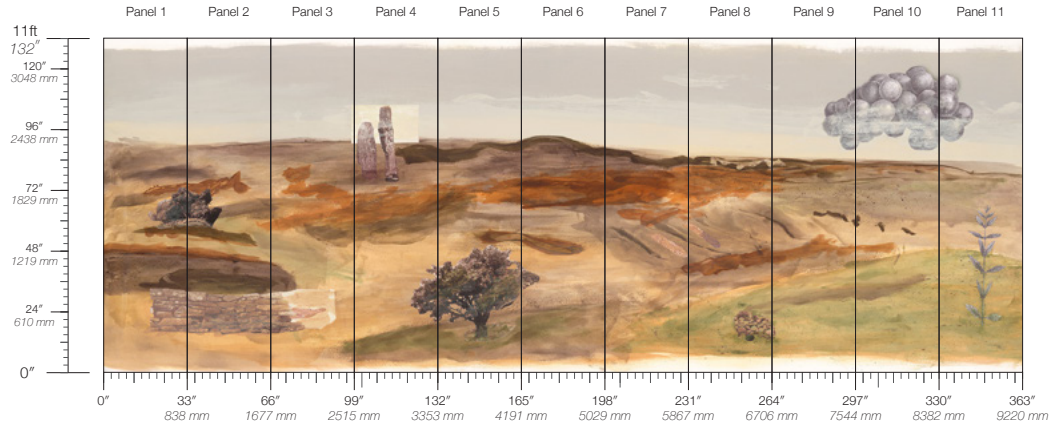 Panel 1 Panel 2 Panel 3 Panel 4 Panel 5 Panel 6 Panel 7 Panel 8 Panel 9 Panel 10 Panel 11
11ft
132″
120″
3048 mm
96″
2438 mm
72″
1829 mm
48″
1219 mm
24″
610 mm
0″
0″ 33″ 66″ 99″ 132″ 165″ 198″ 231″ 264″ 297″ 330″ 363″
838 mm 1677 mm 2515 mm 3353 mm 4191 mm 5029 mm 5867 mm 6706 mm 7544 mm 8382 mm 9220 mm